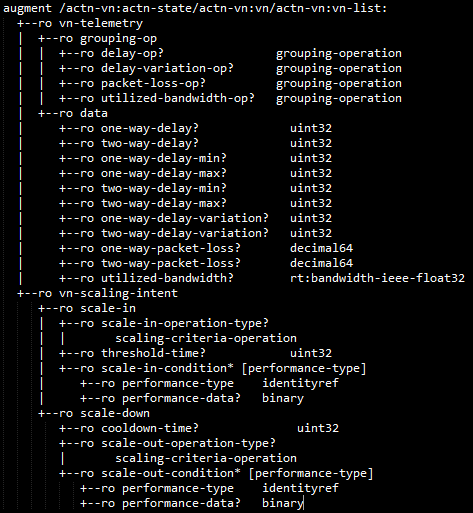 augment /actn-vn:actn-state/actn-vn:vn/actn-vn:vn-list:
   +--ro vn-telemetry
   |  +--ro grouping-op
   |  |  +--ro delay-op?                grouping-operation
   |  |  +--ro delay-variation-op?      grouping-operation
   |  |  +--ro packet-loss-op?          grouping-operation
   |  |  +--ro utilized-bandwidth-op?   grouping-operation
   |  +--ro data
   |     +--ro one-way-delay?             uint32
   |     +--ro two-way-delay?             uint32
   |     +--ro one-way-delay-min?         uint32
   |     +--ro one-way-delay-max?         uint32
   |     +--ro two-way-delay-min?         uint32
   |     +--ro two-way-delay-max?         uint32
   |     +--ro one-way-delay-variation?   uint32
   |     +--ro two-way-delay-variation?   uint32
   |     +--ro one-way-packet-loss?       decimal64
   |     +--ro two-way-packet-loss?       decimal64
   |     +--ro utilized-bandwidth?        rt:bandwidth-ieee-float32
   +--ro vn-scaling-intent
      +--ro scale-in
      |  +--ro scale-in-operation-type?
      |  |       scaling-criteria-operation
      |  +--ro threshold-time?            uint32
      |  +--ro scale-in-condition* [performance-type]
      |     +--ro performance-type    identityref
      |     +--ro performance-data?   binary
      +--ro scale-down
         +--ro cooldown-time?              uint32
         +--ro scale-out-operation-type?
         |       scaling-criteria-operation
         +--ro scale-out-condition* [performance-type]
            +--ro performance-type    identityref
            +--ro performance-data?   binary